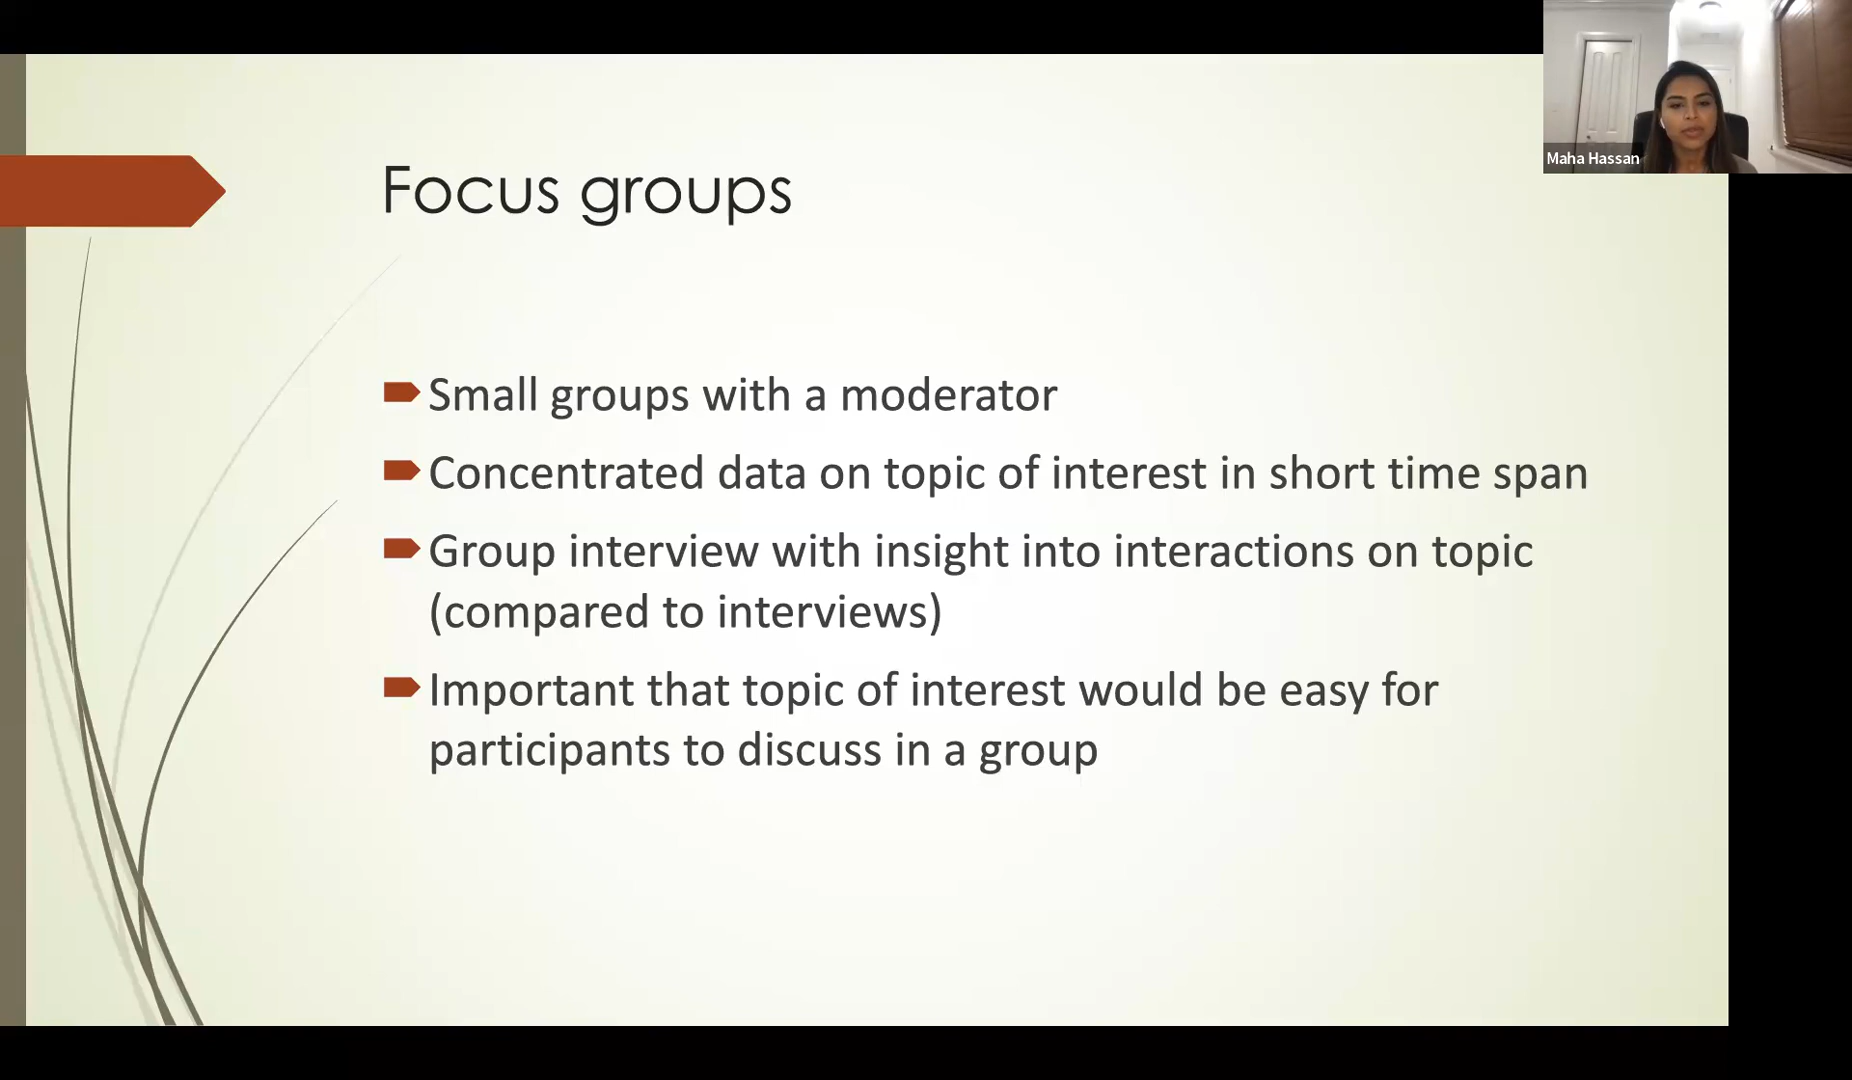 Maha Hassan
Focus groups
Small groups with a moderator
Concentrated data on topic of interest in short time span
Group interview with insight into interactions on topic
(compared to interviews)
Important that topic of interest would be easy for
participants to discuss in a group